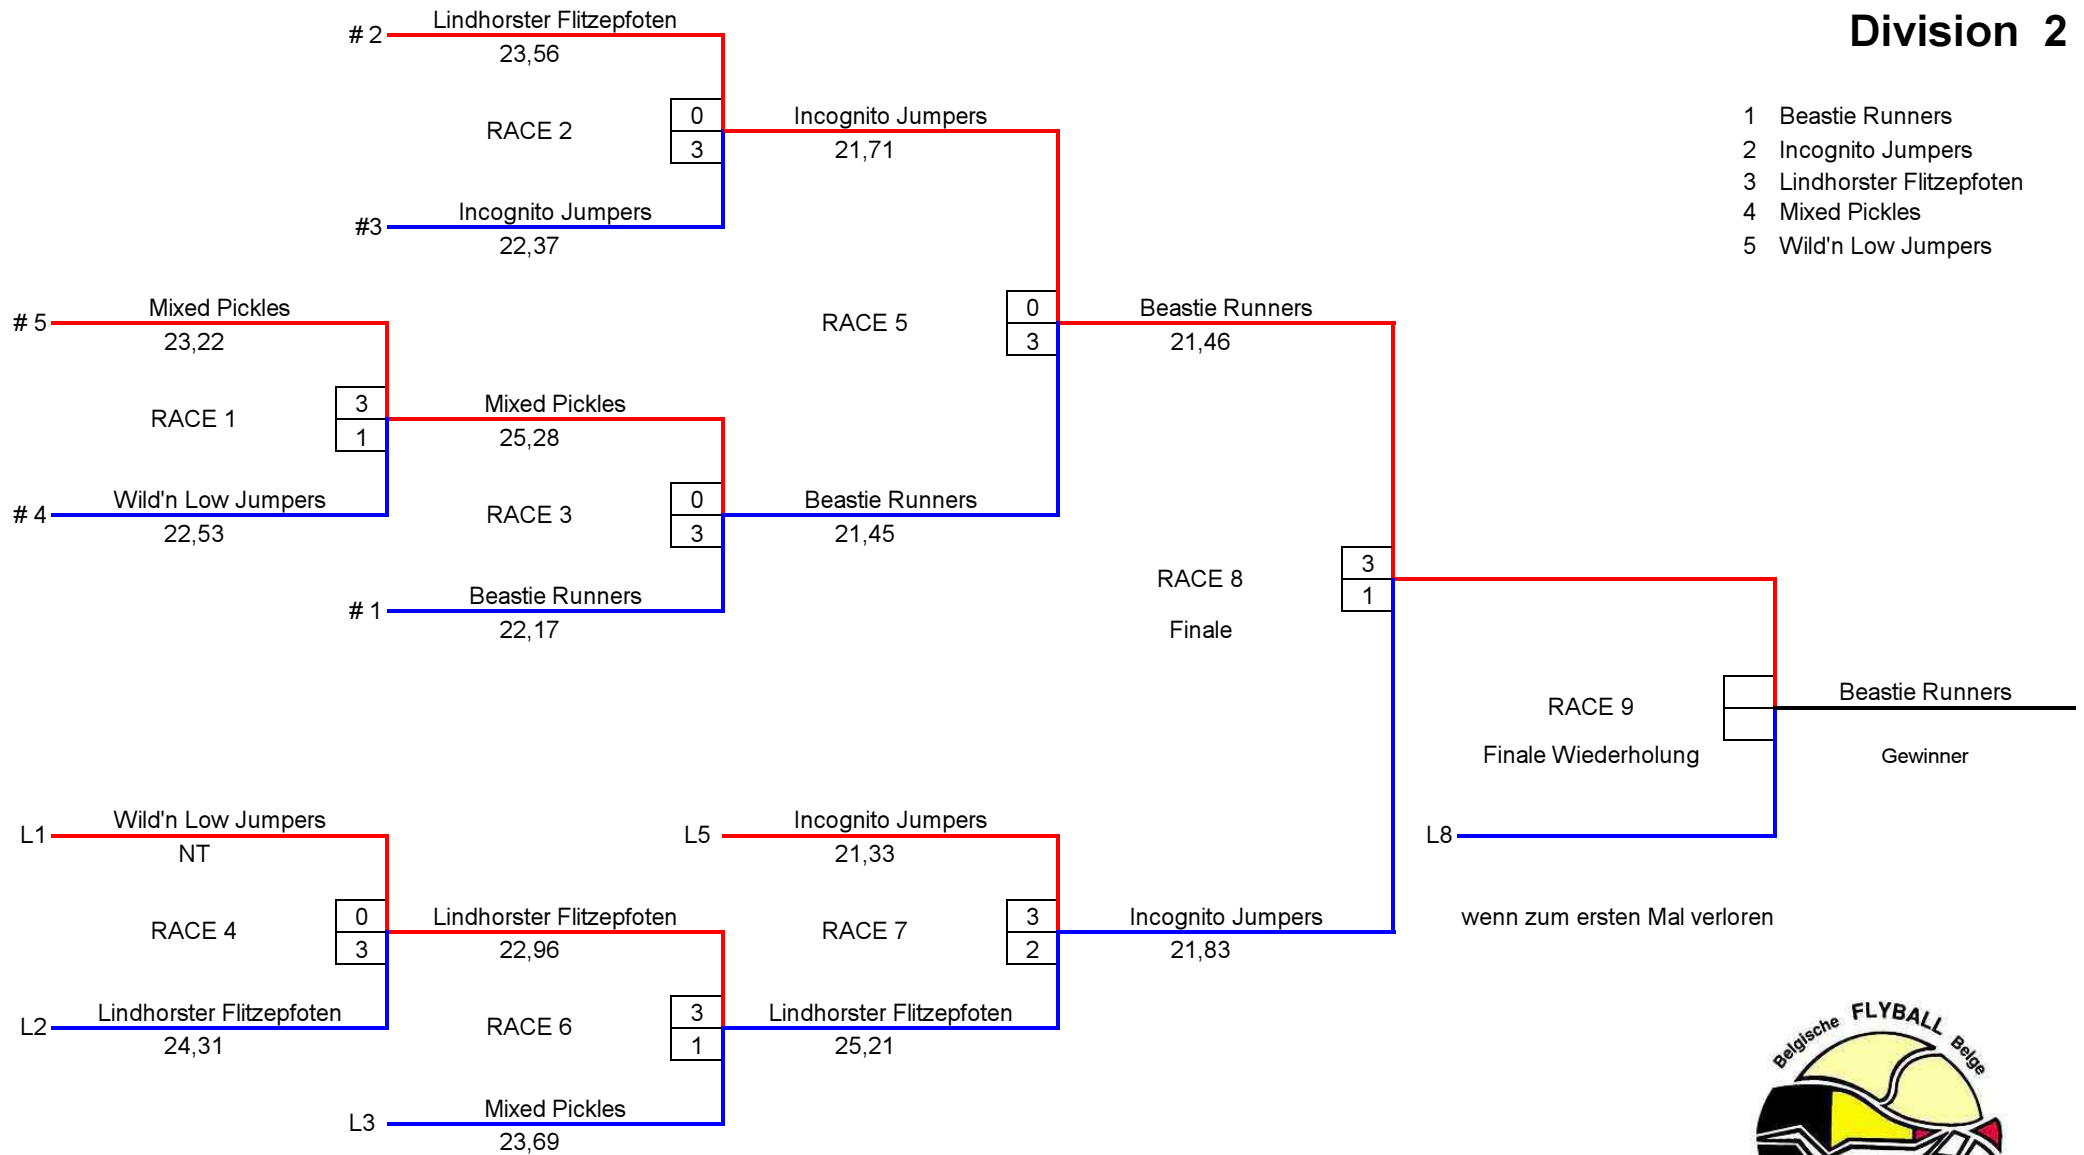 Division 2
Lindhorster Flitzepfoten
# 2
23,56
RACE 2
0
3
Incognito Jumpers
21,71
Incognito Jumpers
#3
22,37
1 Beastie Runners
2 Incognito Jumpers
3 Lindhorster Flitzepfoten
4 Mixed Pickles
5 Wild'n Low Jumpers
Mixed Pickles
# 5
23,22
RACE 1
3
1
Wild'n Low Jumpers
# 4
22,53
Mixed Pickles
25,28
RACE 3
0
3
Beastie Runners
# 1
22,17
RACE 5
0
3
Beastie Runners
21,45
Beastie Runners
21,46
RACE 8
3
1
Finale
RACE 9
Finale Wiederholung
Beastie Runners
Gewinner
L8
wenn zum ersten Mal verloren
Wild'n Low Jumpers
L1
NT
RACE 4
0
3
Lindhorster Flitzepfoten
L2
24,31
Lindhorster Flitzepfoten
22,96
RACE 6
3
1
Mixed Pickles
L3
23,69
Incognito Jumpers
L5
21,33
RACE 7
3
2
Lindhorster Flitzepfoten
25,21
Incognito Jumpers
21,83
Belgische FLYBALL Belge